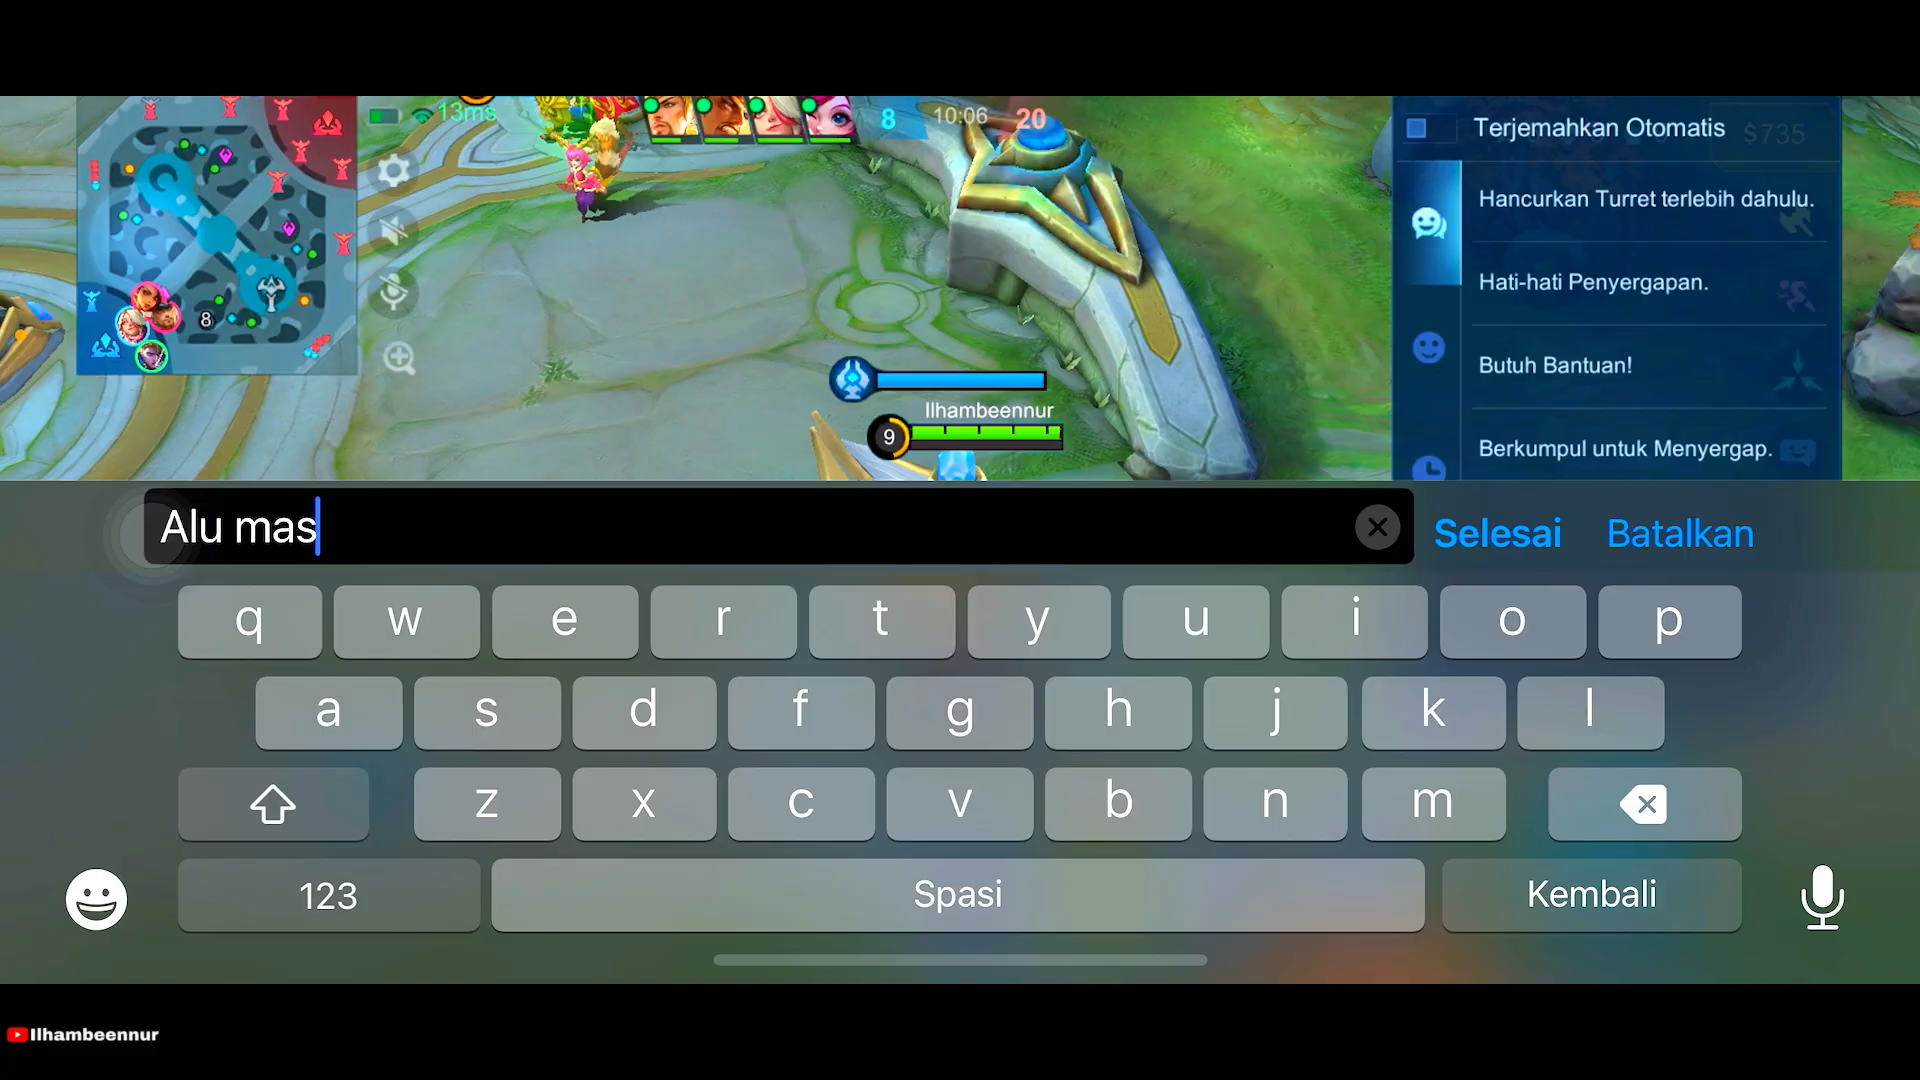 13ms
8 10:06 20
Terjemahkan Otomatis
$735
Hancurkan Turret terlebih dahulu.
Hati-hati Penyergapan.
Butuh Bantuan!
Berkumpul untuk Menyergap.
8
Ilhambeennur
9
Alu mas
Selesai Batalkan
q w e r t y u i o p
a s d f g h j k l
z x c v b n m
123 Spasi Kembali
Ilhambeennur